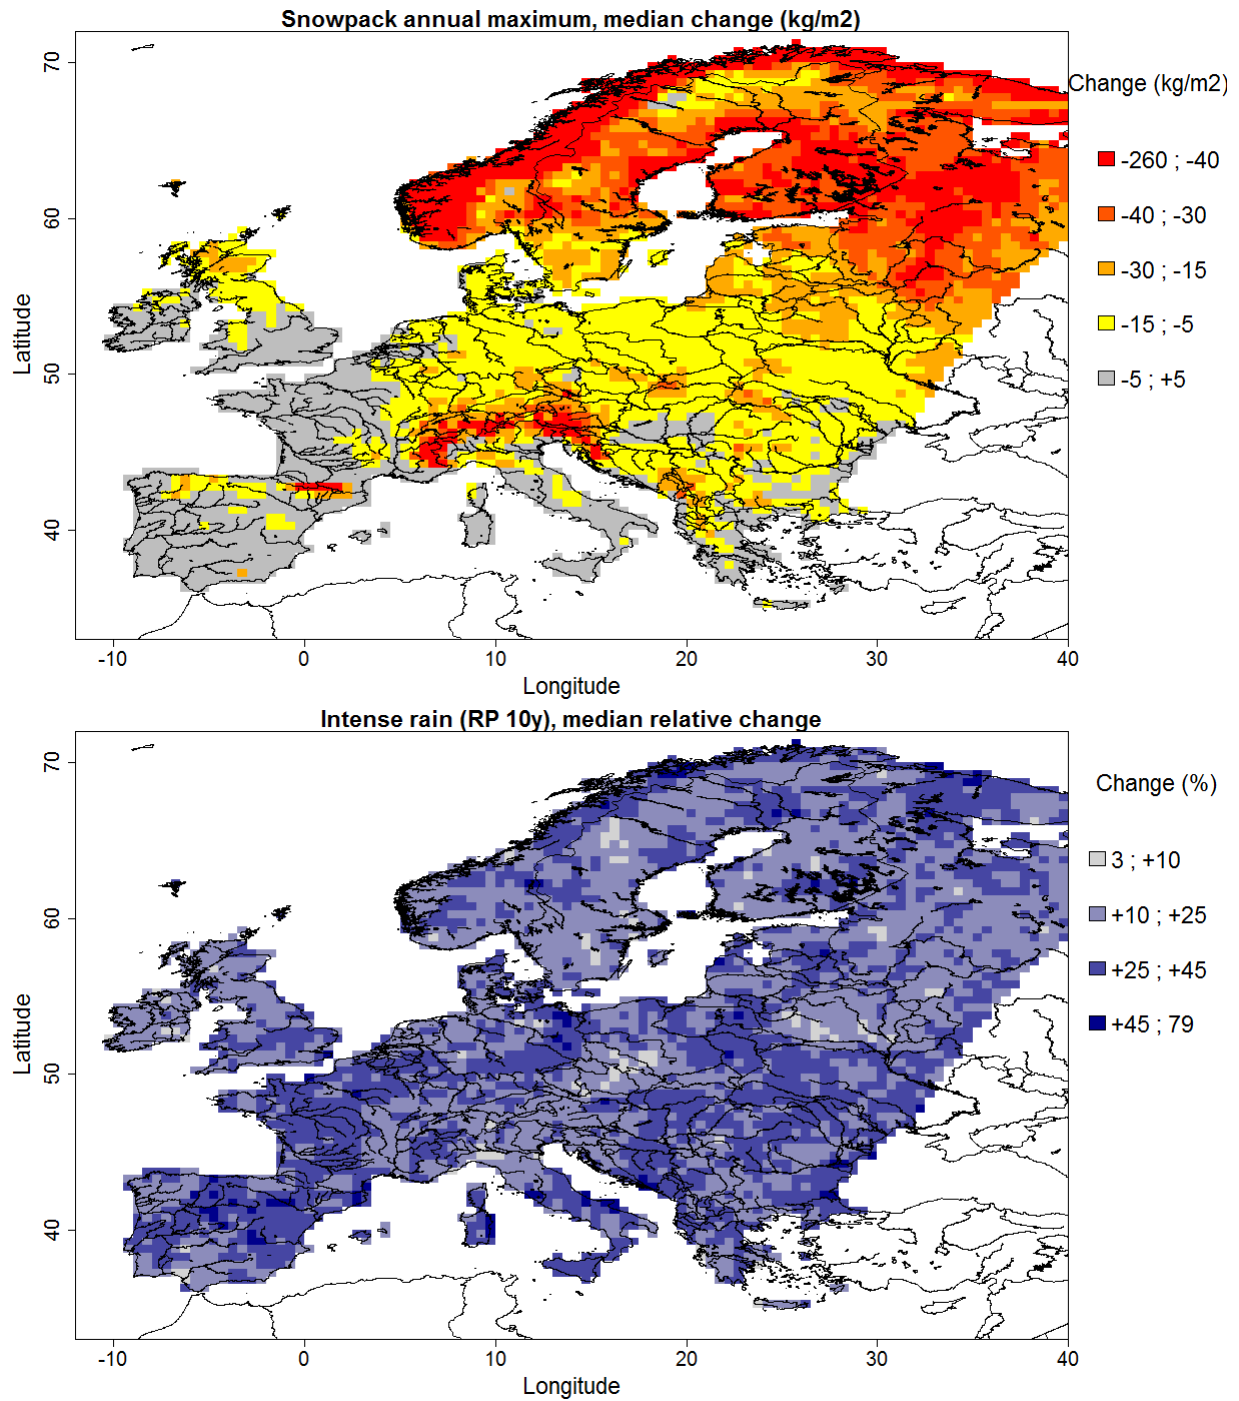 Snowpack annual maximum, median change (kg/m2)
Change (kg/m2)
-260 ; -40
-40 ; -30
-30 ; -15
-15 ; -5
-5 ; +5
Latitude
70
60
50
40
-10 0 10 20 30 40
Longitude
Intense rain (RP 10y), median relative change
Change (%)
3 ; +10
+10 ; +25
+25 ; +45
+45 ; 79
Latitude
70
60
50
40
-10 0 10 20 30 40
Longitude